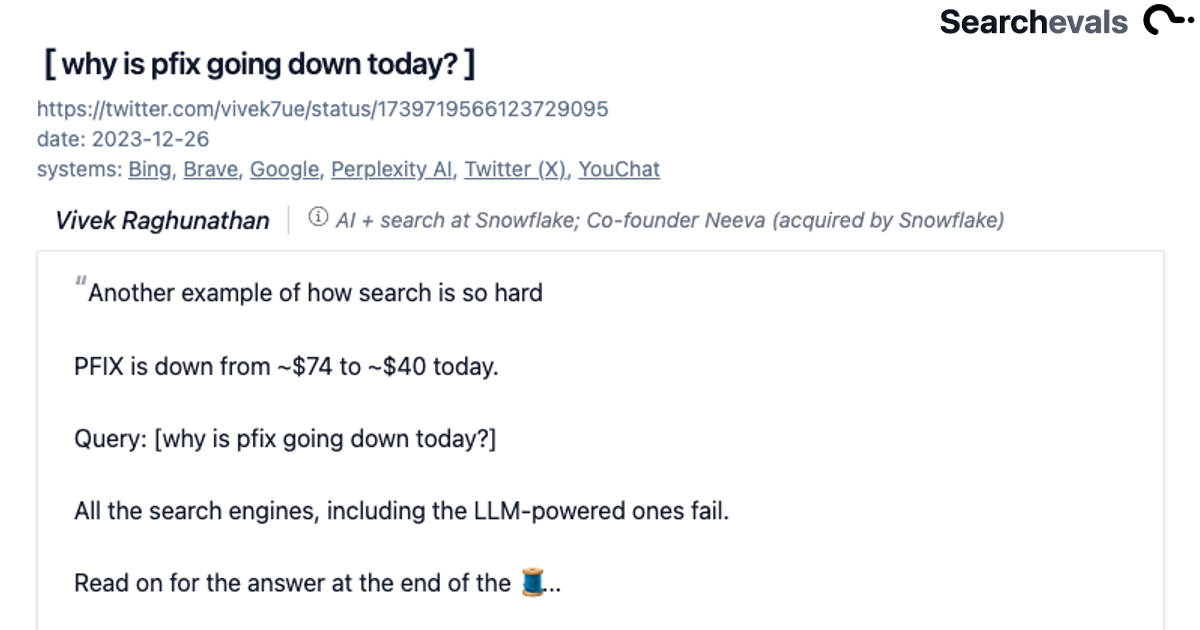 Searchevals
[ why is pfix going down today? ]
https://twitter.com/vivek7ue/status/1739719566123729095
date: 2023-12-26
systems: Bing, Brave, Google, Perplexity AI, Twitter (X), YouChat
Vivek Raghunathan | ⓘ AI + search at Snowflake; Co-founder Neeva (acquired by Snowflake)
"Another example of how search is so hard
PFIX is down from ~$74 to ~$40 today.
Query: [why is pfix going down today?]
All the search engines, including the LLM-powered ones fail.
Read on for the answer at the end of the 🧵...